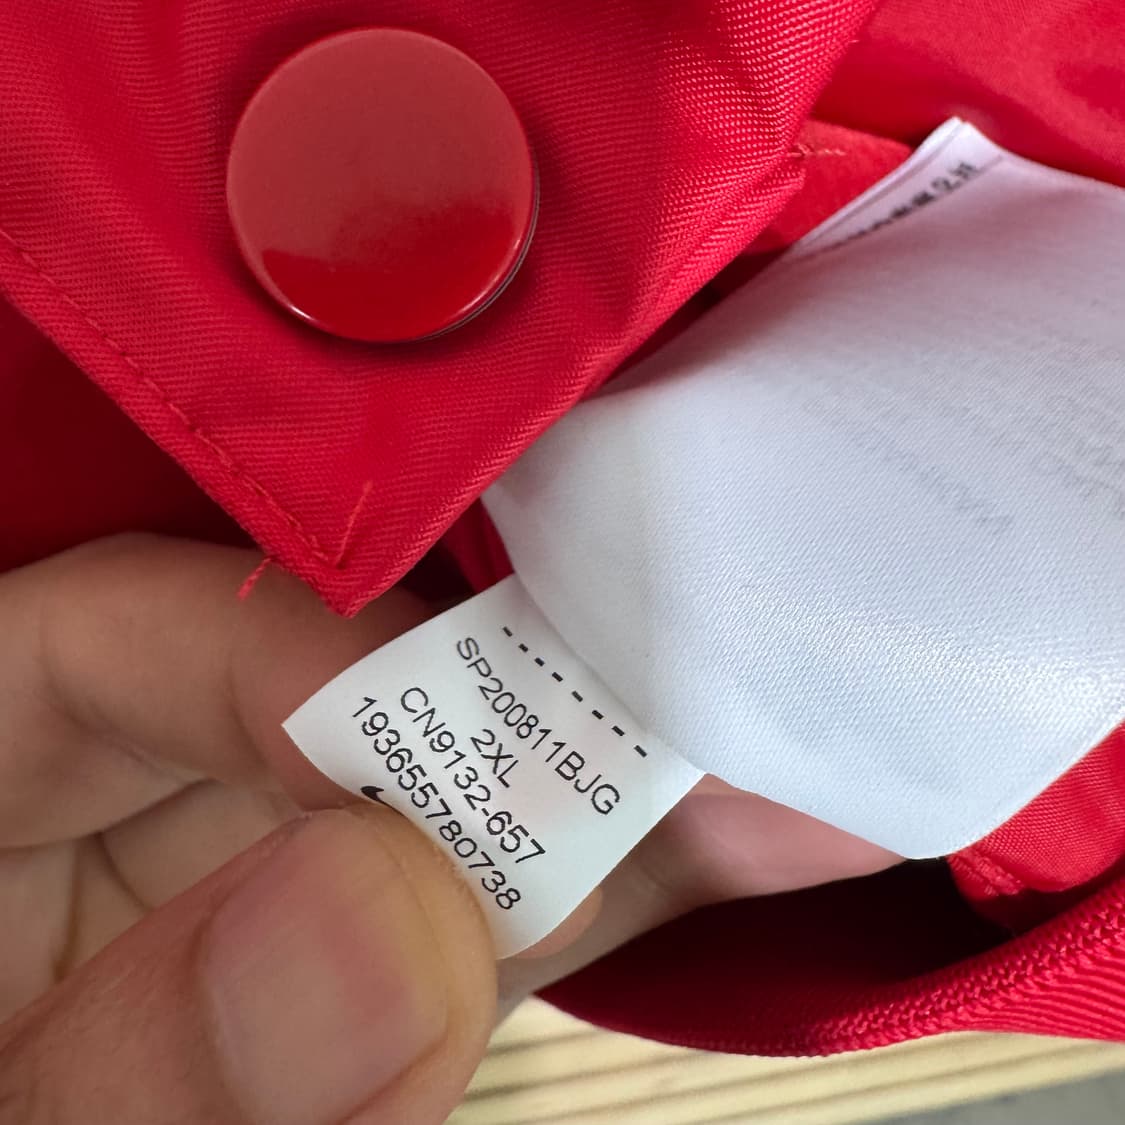 - - - - - - - -
SP200811BJG
2XL
CN9132-657
193655780738